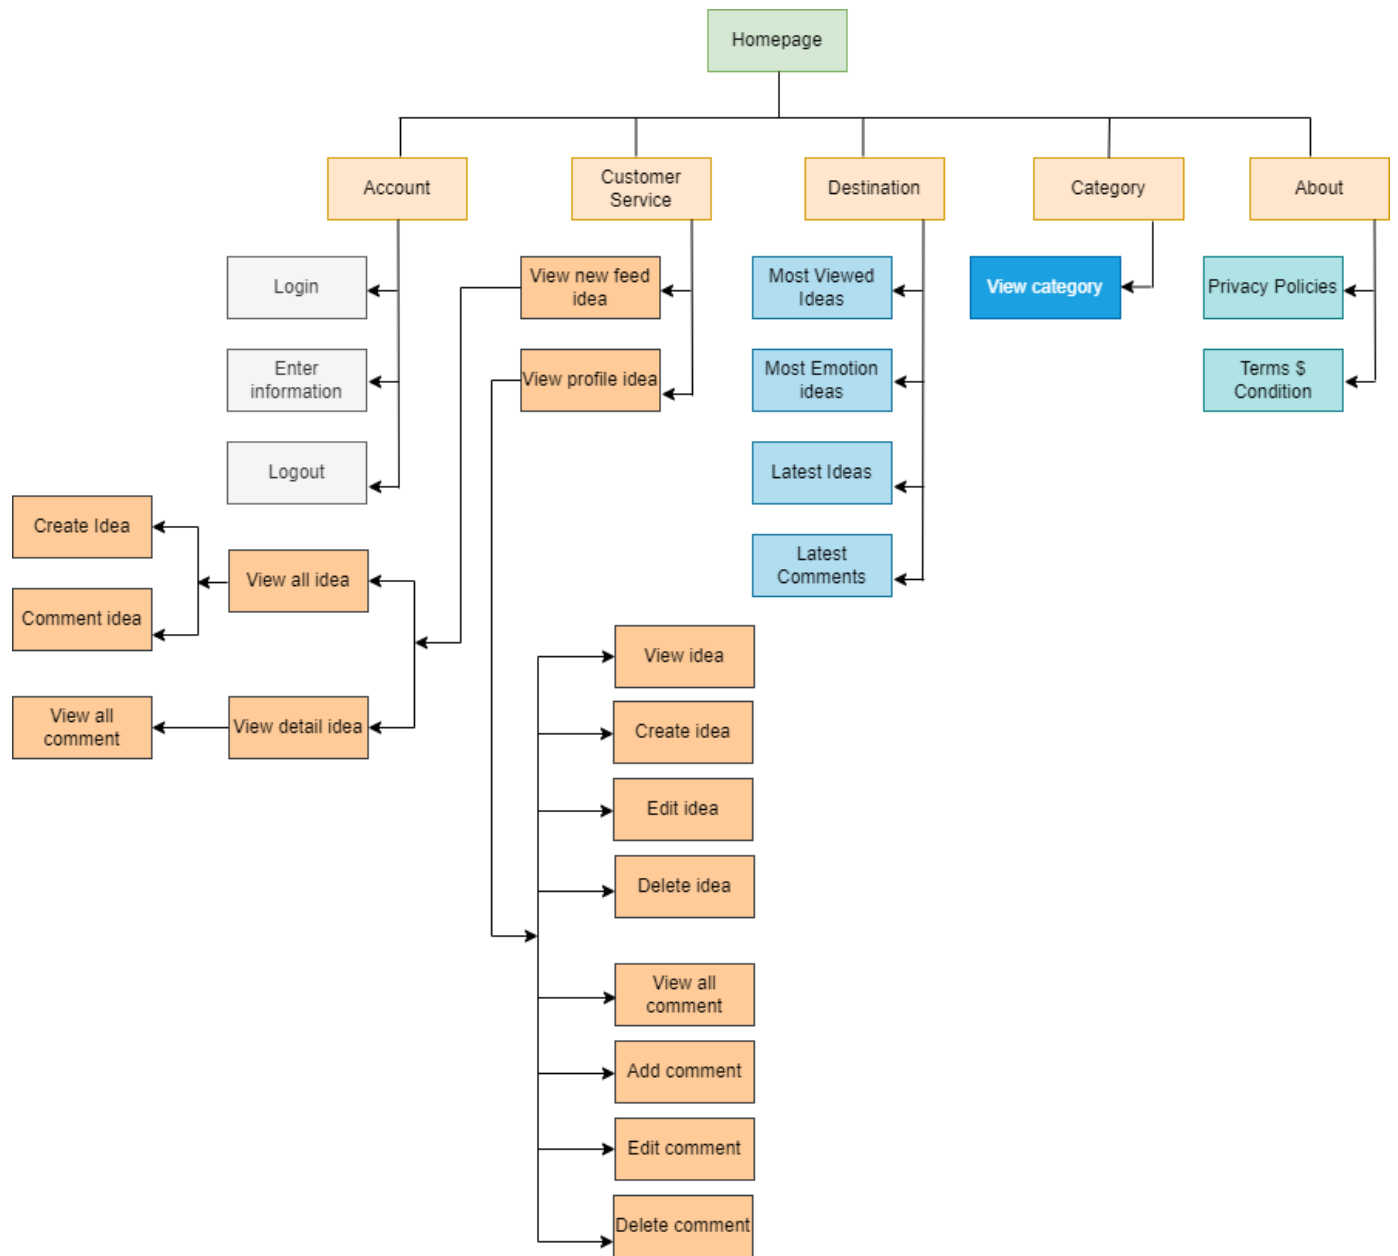 Homepage
Account
Customer
Service
Destination
Category
About
Login
View new feed
idea
Most Viewed
Ideas
View category
Privacy Policies
Enter
information
View profile idea
Most Emotion
ideas
Terms $
Condition
Logout
Latest Ideas
Create Idea
View all idea
Latest
Comments
Comment idea
View idea
View all
comment
View detail idea
Create idea
Edit idea
Delete idea
View all
comment
Add comment
Edit comment
Delete comment